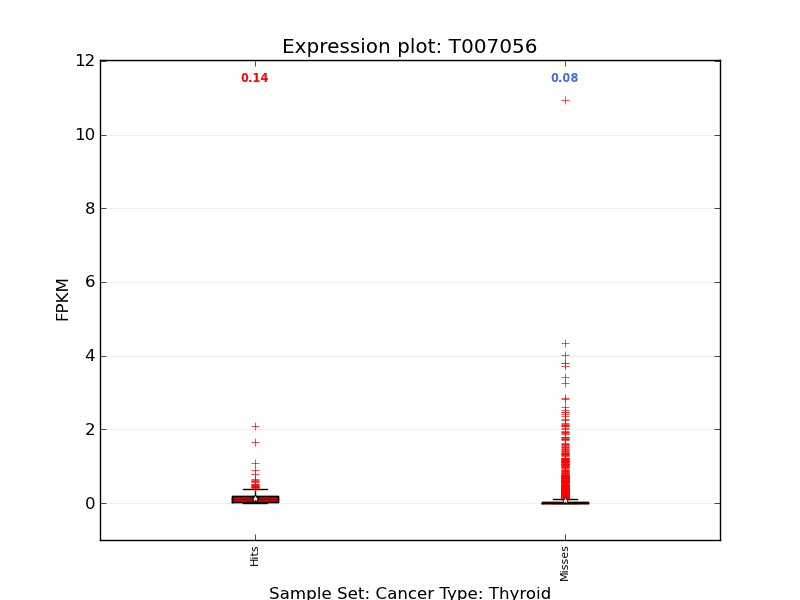 Expression plot: T007056
0.14
0.08
12
10
8
6
4
2
0
FPKM
Hits
Misses
Sample Set: Cancer Type: Thyroid